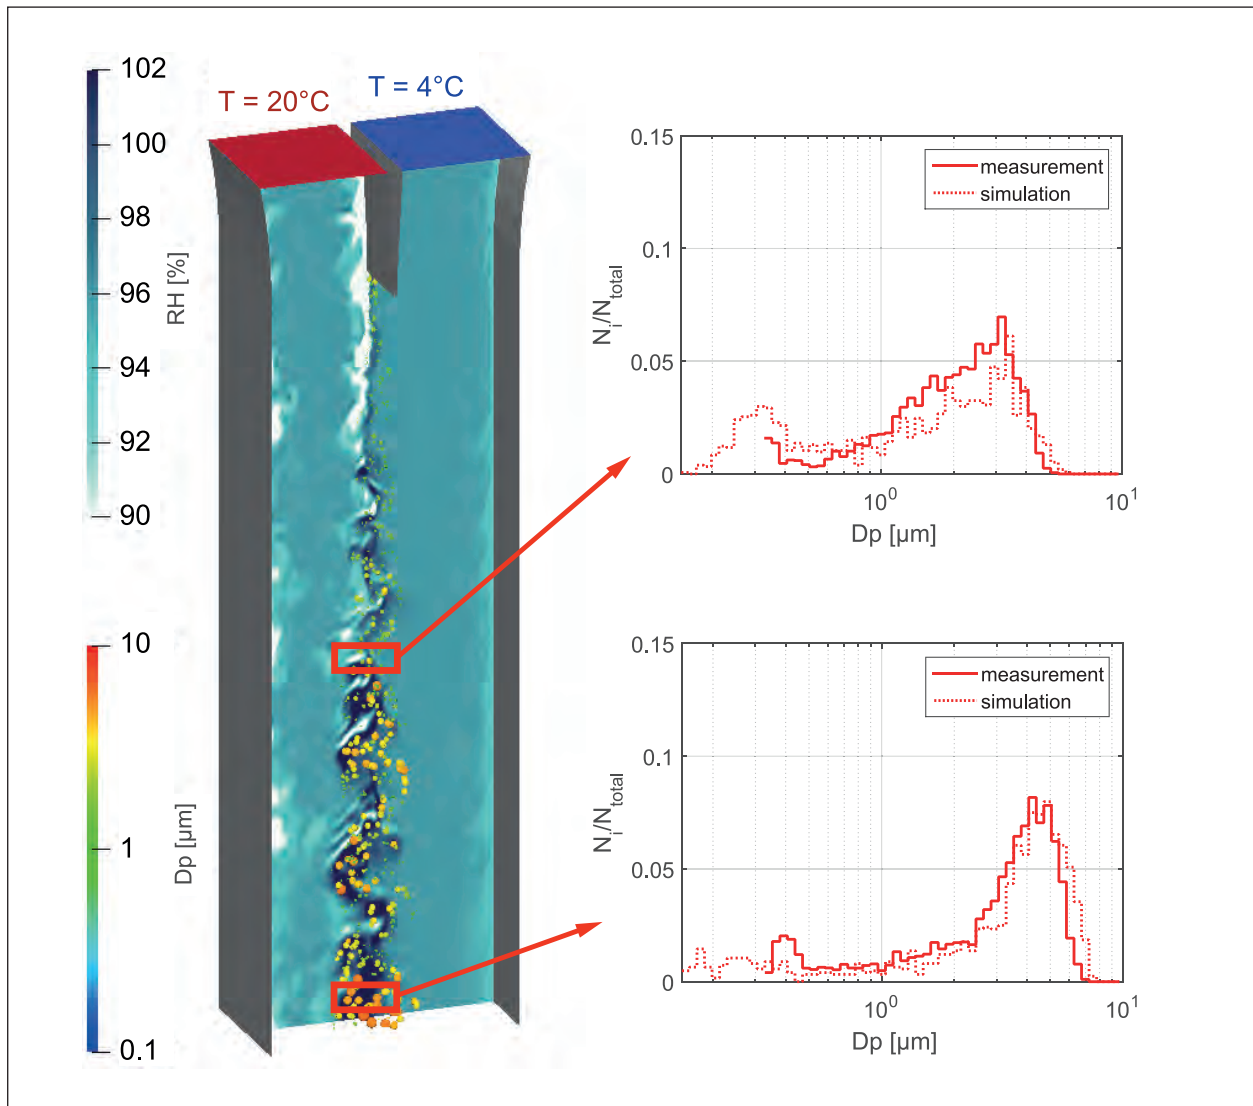 T = 20°C
T = 4°C
102
100
98
96
94
92
90
RH [%]
10
1
0.1
Dp [µm]
0.15
0.1
0.05
0
N_i/N_total
measurement
simulation
10^0
10^1
Dp [µm]
0.15
0.1
0.05
0
N_i/N_total
measurement
simulation
10^0
10^1
Dp [µm]